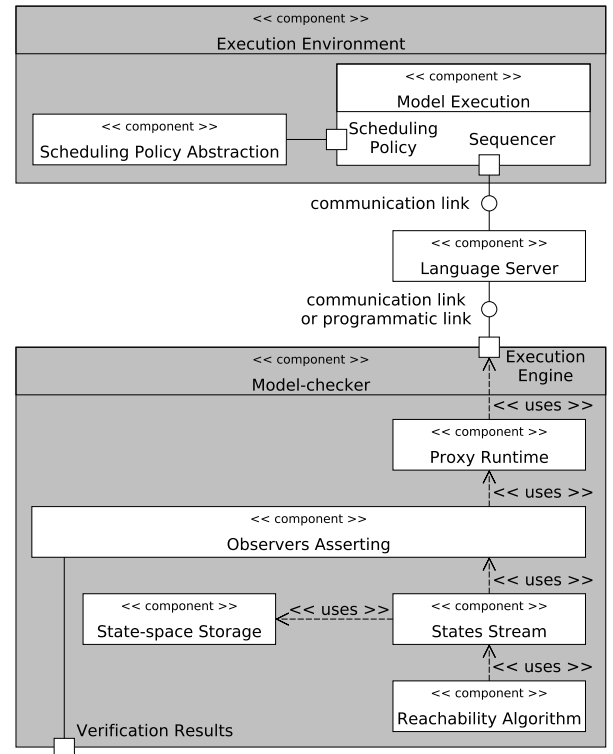 << component >>
Execution Environment
<< component >>
Model Execution
<< component >>
Scheduling Policy Abstraction
Scheduling
Policy
Sequencer
communication link
<< component >>
Language Server
communication link
or programmatic link
<< component >>
Model-checker
Execution
Engine
<< uses >>
<< component >>
Proxy Runtime
<< uses >>
<< component >>
Observers Asserting
<< uses >>
<< component >>
State-space Storage
<< uses >>
<< component >>
States Stream
<< uses >>
<< component >>
Reachability Algorithm
Verification Results